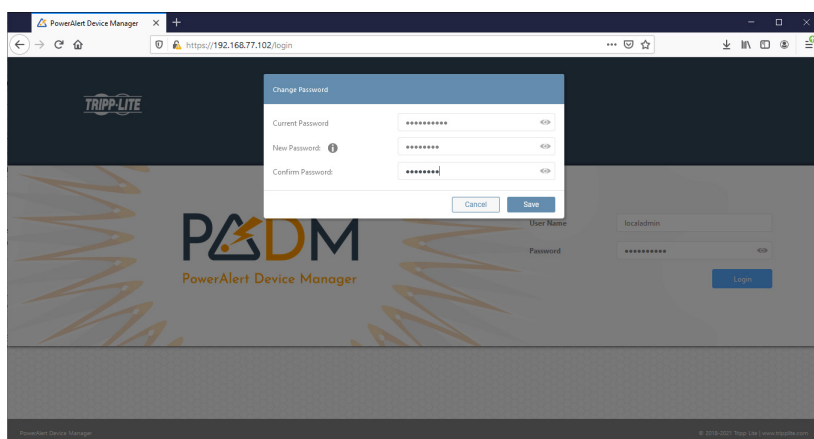 PowerAlert Device Manager
https://192.168.77.102/login
TRIPP·LITE
Change Password
Current Password
New Password:
Confirm Password:
Cancel Save
User Name localadmin
Password
Login
PADM
PowerAlert Device Manager
PowerAlert Device Manager
© 2018-2021 Tripp Lite | www.tripplite.com